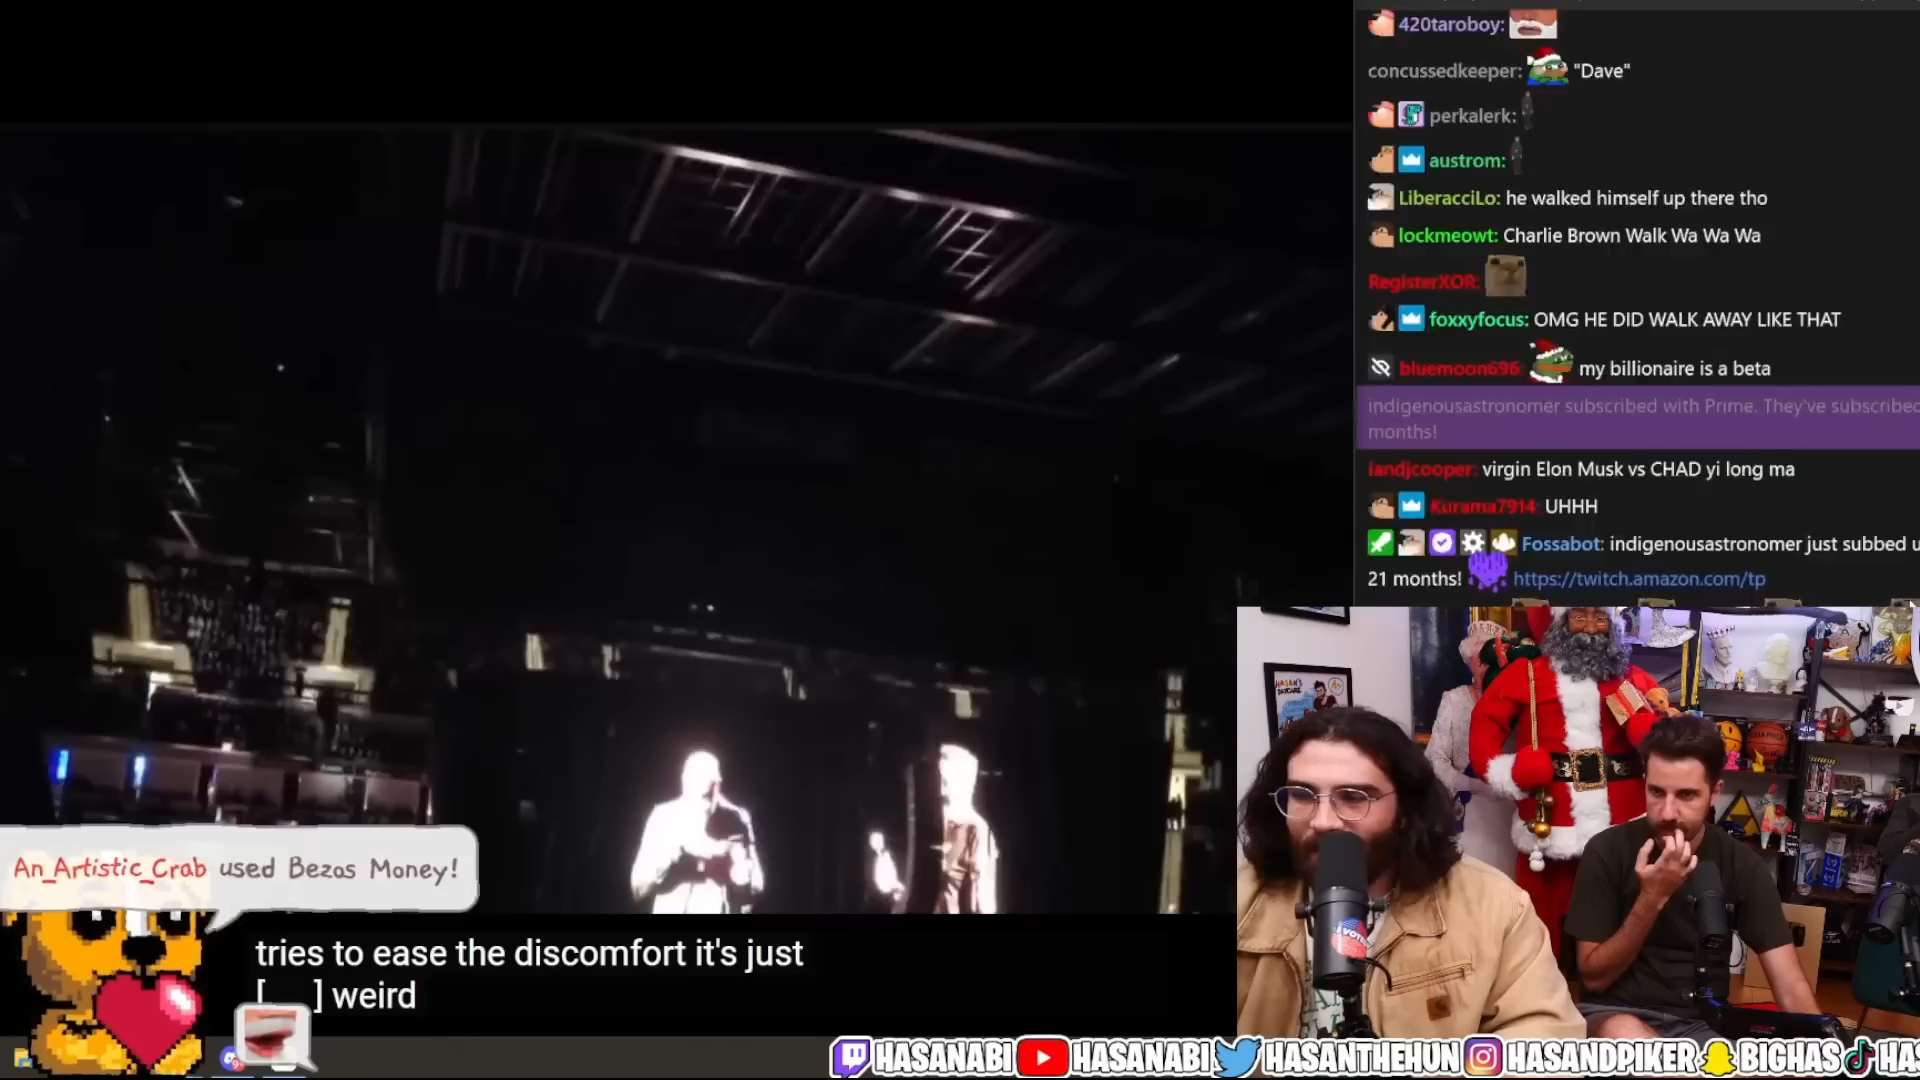 420taroboy:
concussedkeeper: "Dave"
perkalerk:
austrom:
LiberacciLo: he walked himself up there tho
lockmeowt: Charlie Brown Walk Wa Wa Wa
RegisterXOR:
foxxyfocus: OMG HE DID WALK AWAY LIKE THAT
bluemoon696: my billionaire is a beta
indigenousastronomer subscribed with Prime. They've subscribed
months!
iandjcooper: virgin Elon Musk vs CHAD yi long ma
Kurama7914: UHHH
Fossabot: indigenousastronomer just subbed u
21 months! https://twitch.amazon.com/tp
An_Artistic_Crab used Bezos Money!
tries to ease the discomfort it's just
[ __ ] weird
HASAN'S
VOTE
HASANABI HASANABI HASANTHEHUN HASANDPIKER BIGHAS HAS